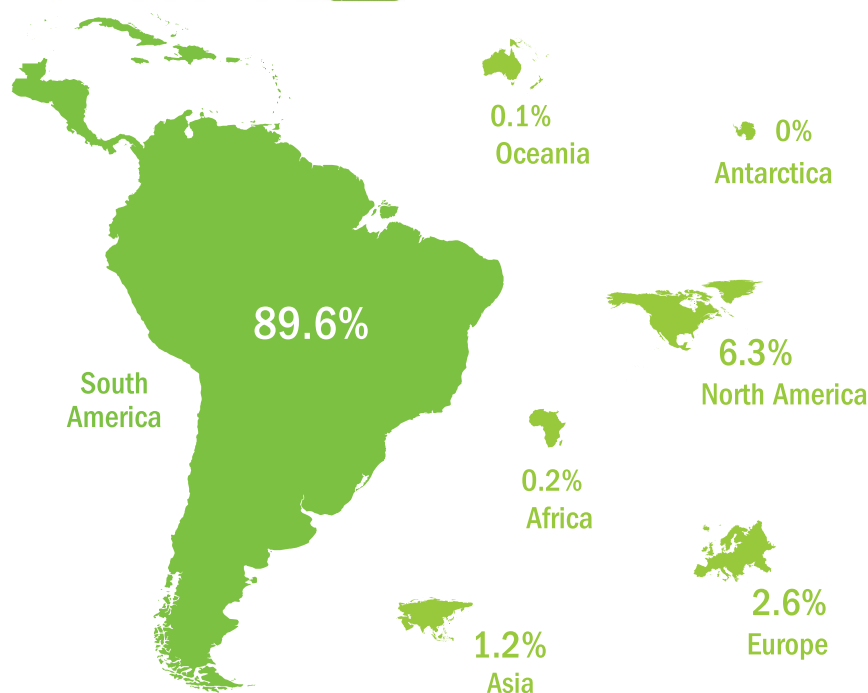 0.1%
Oceania
0%
Antarctica
89.6%
South
America
6.3%
North America
0.2%
Africa
2.6%
Europe
1.2%
Asia